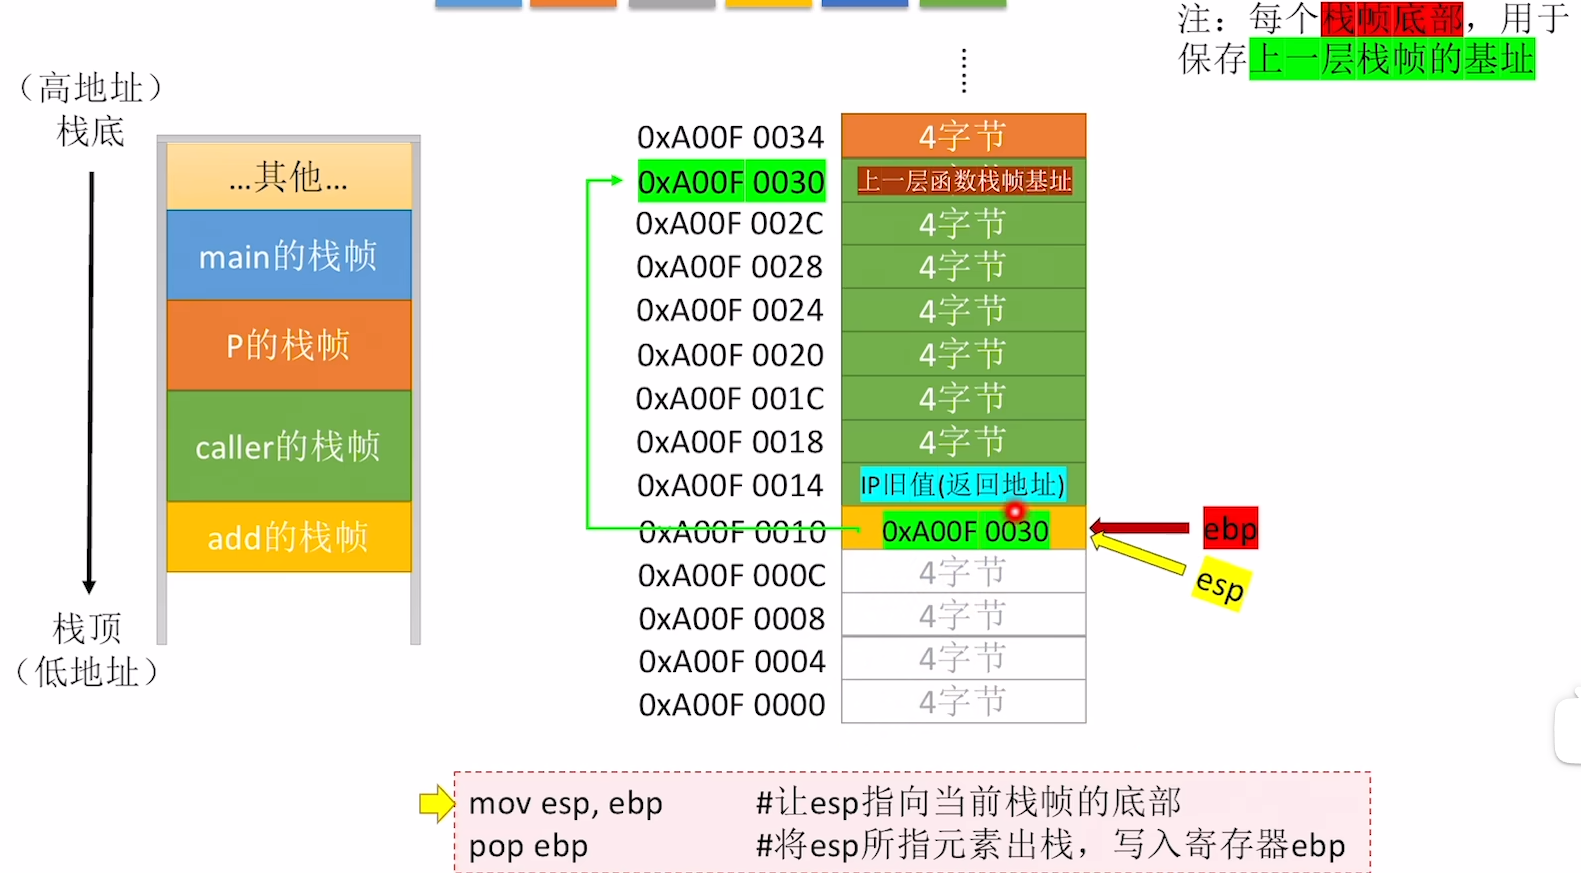 注：每个栈帧底部，用于
保存上一层栈帧的基址
（高地址）
栈底
...其他...
main的栈帧
P的栈帧
caller的栈帧
add的栈帧
栈顶
（低地址）
0xA00F 0034 4字节
0xA00F 0030 上一层函数栈帧基址
0xA00F 002C 4字节
0xA00F 0028 4字节
0xA00F 0024 4字节
0xA00F 0020 4字节
0xA00F 001C 4字节
0xA00F 0018 4字节
0xA00F 0014 IP旧值(返回地址)
0xA00F 0010 0xA00F 0030 ebp
esp
0xA00F 000C 4字节
0xA00F 0008 4字节
0xA00F 0004 4字节
0xA00F 0000 4字节
mov esp, ebp #让esp指向当前栈帧的底部
pop ebp #将esp所指元素出栈，写入寄存器ebp